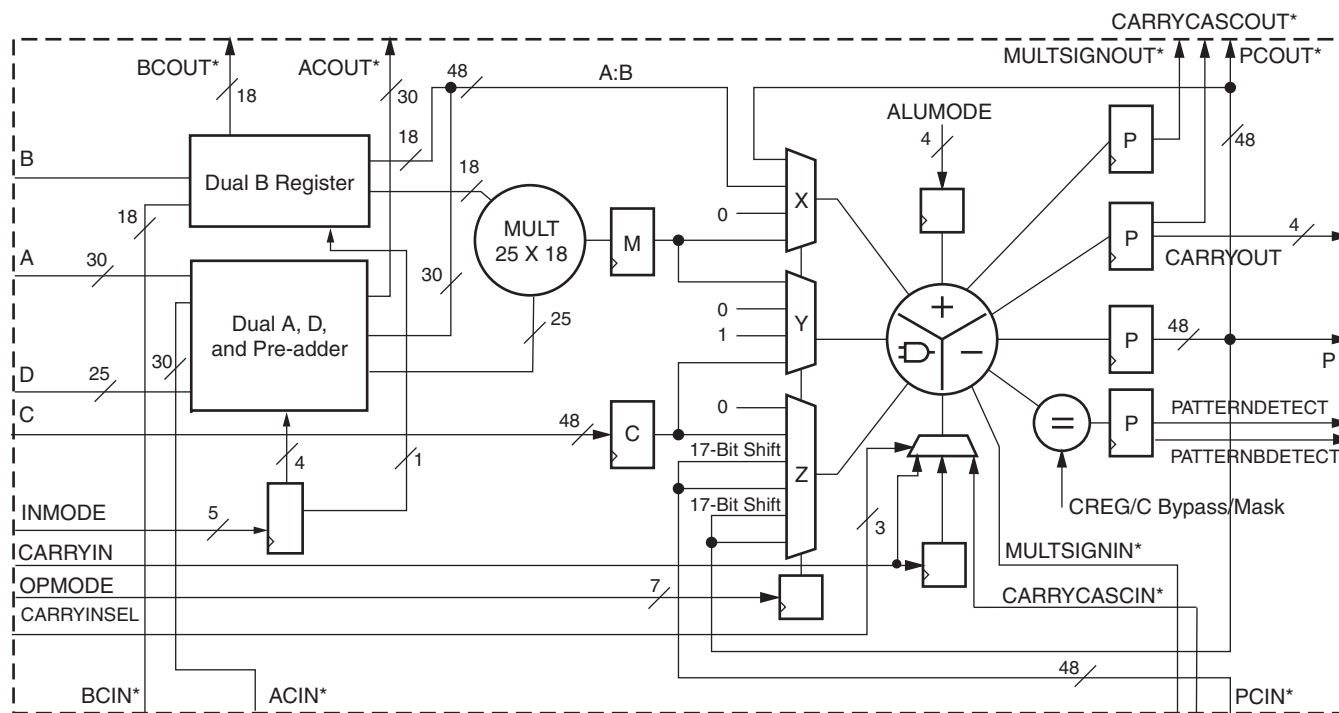 CARRYCASCOUT*
BCOUT*
ACOUT*
MULTSIGNOUT*
PCOUT*
48
A:B
18
30
ALUMODE
18
4
P
48
B
Dual B Register
18
X
18
MULT
25 X 18
0
M
P
4
CARRYOUT
A
30
30
Dual A, D,
and Pre-adder
25
0
Y
1
+
−
P
48
P
30
D
25
C
0
48
C
=
P
PATTERNDETECT
PATTERNBDETECT
17-Bit Shift
4
1
Z
17-Bit Shift
CREG/C Bypass/Mask
INMODE
5
3
CARRYIN
MULTSIGNIN*
OPMODE
7
CARRYCASCIN*
CARRYINSEL
48
BCIN*
ACIN*
PCIN*